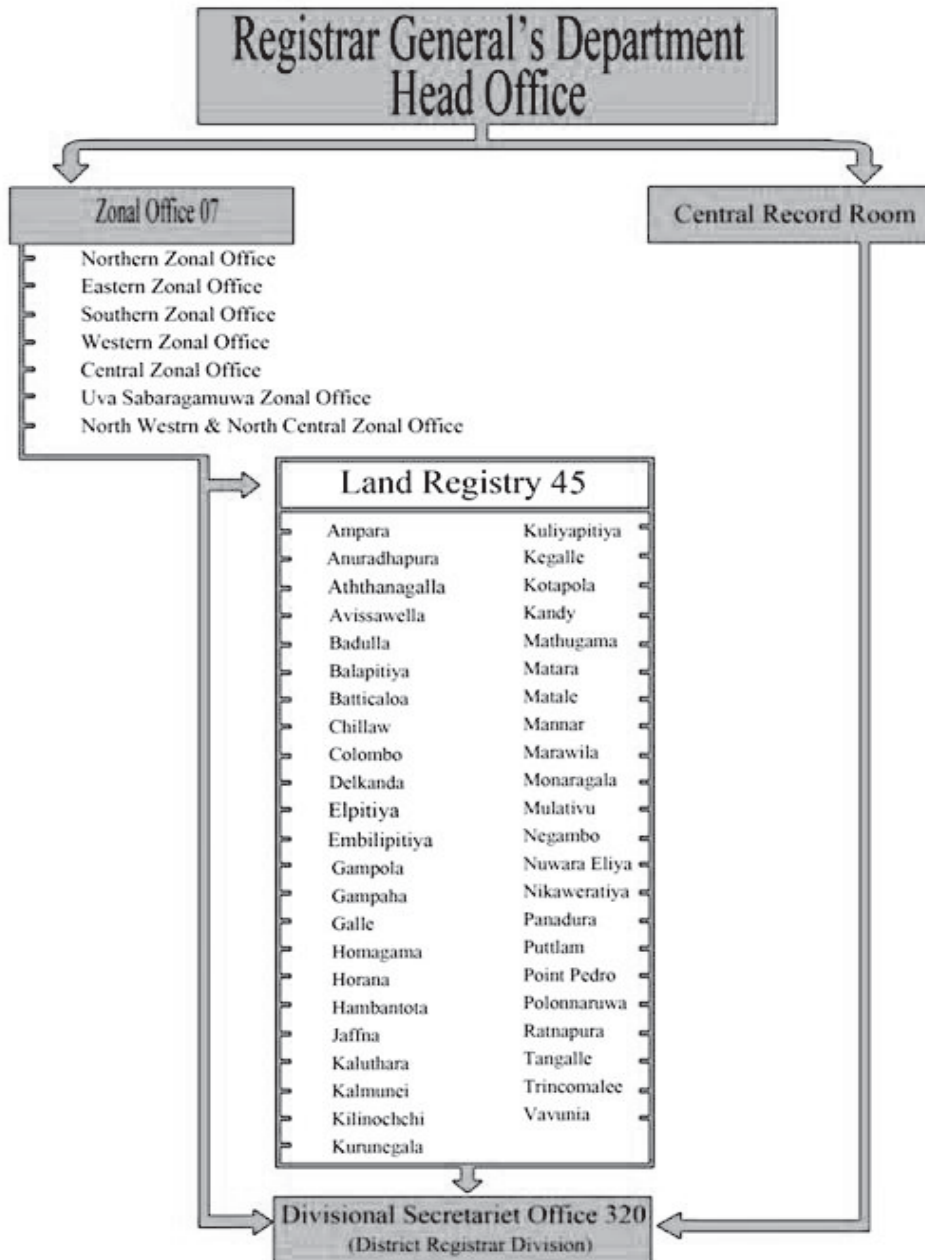 Registrar General's Department
Head Office
Zonal Office 07
Central Record Room
Northern Zonal Office
Eastern Zonal Office
Southern Zonal Office
Western Zonal Office
Central Zonal Office
Uva Sabaragamuwa Zonal Office
North Westrn & North Central Zonal Office
Land Registry 45
Ampara
Anuradhapura
Aththanagalla
Avissawella
Badulla
Balapitiya
Batticaloa
Chillaw
Colombo
Delkanda
Elpitiya
Embilipitiya
Gampola
Gampaha
Galle
Homagama
Horana
Hambantota
Jaffna
Kaluthara
Kalmunei
Kilinochchi
Kurunegala
Kuliyapitiya
Kegalle
Kotapola
Kandy
Mathugama
Matara
Matale
Mannar
Marawila
Monaragala
Mulativu
Negambo
Nuwara Eliya
Nikaweratiya
Panadura
Puttlam
Point Pedro
Polonnaruwa
Ratnapura
Tangalle
Trincomalee
Vavunia
Divisional Secretariet Office 320
(District Registrar Division)